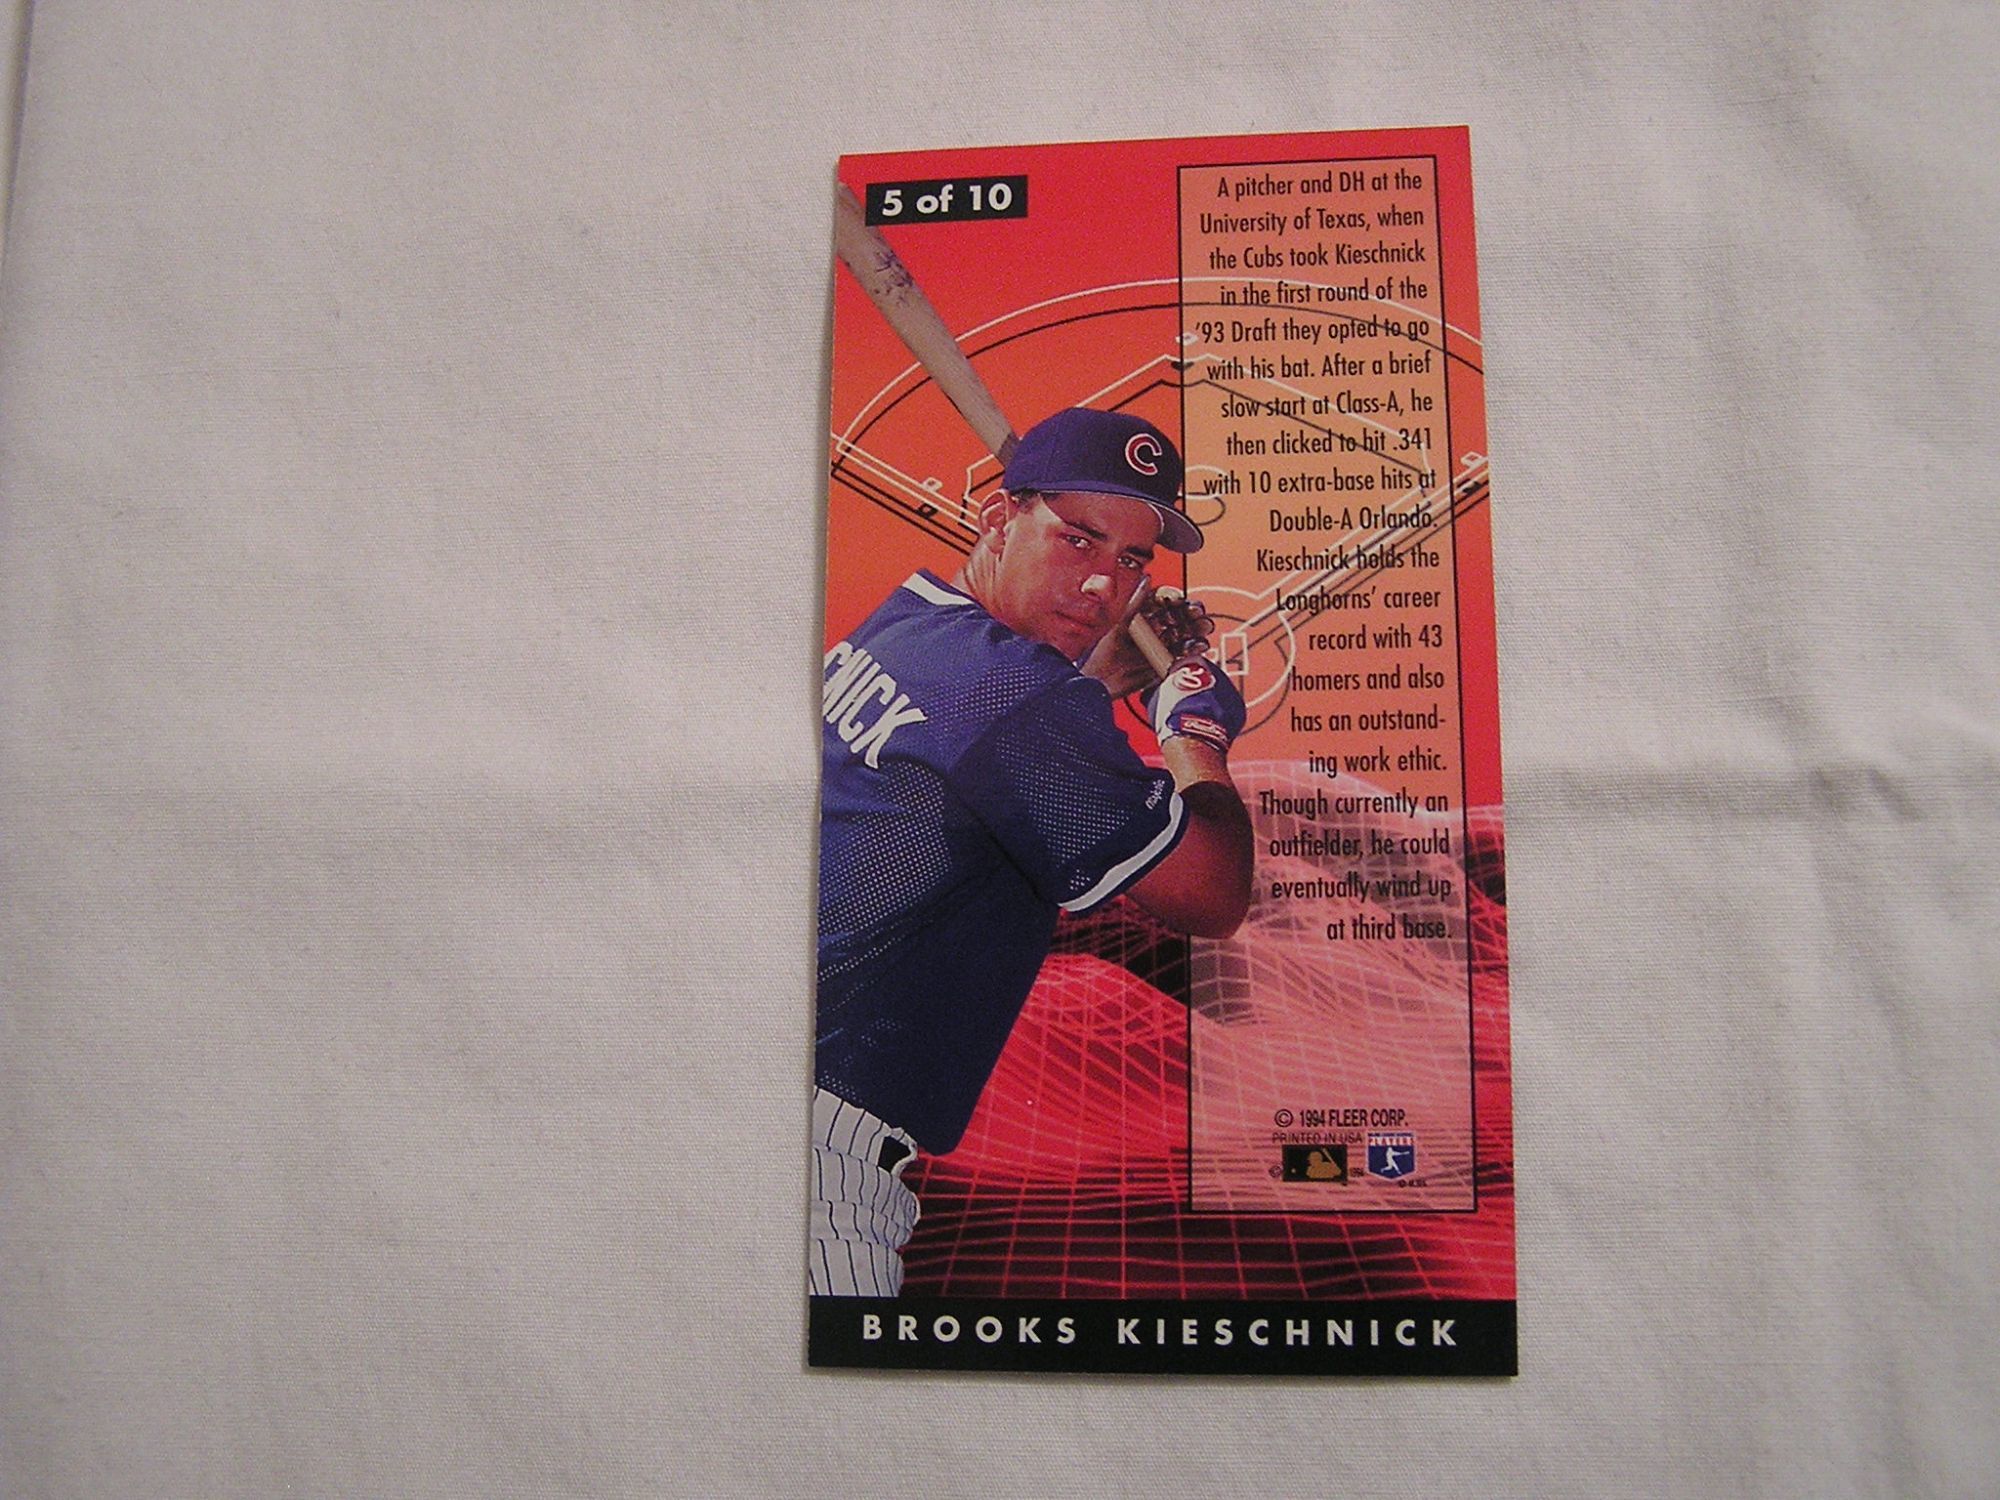 5 of 10
A pitcher and DH at the
University of Texas, when
the Cubs took Kieschnick
in the first round of the
'93 Draft they opted to go
with his bat. After a brief
slow start at Class-A, he
then clicked to hit .341
with 10 extra-base hits at
Double-A Orlando.
Kieschnick holds the
Longhorns' career
record with 43
homers and also
has an outstand-
ing work ethic.
Though currently an
outfielder, he could
eventually wind up
at third base.
C
CHNICK
Majestic
© 1994 FLEER CORP.
PRINTED IN USA
PLAYERS
© 1994
BROOKS KIESCHNICK